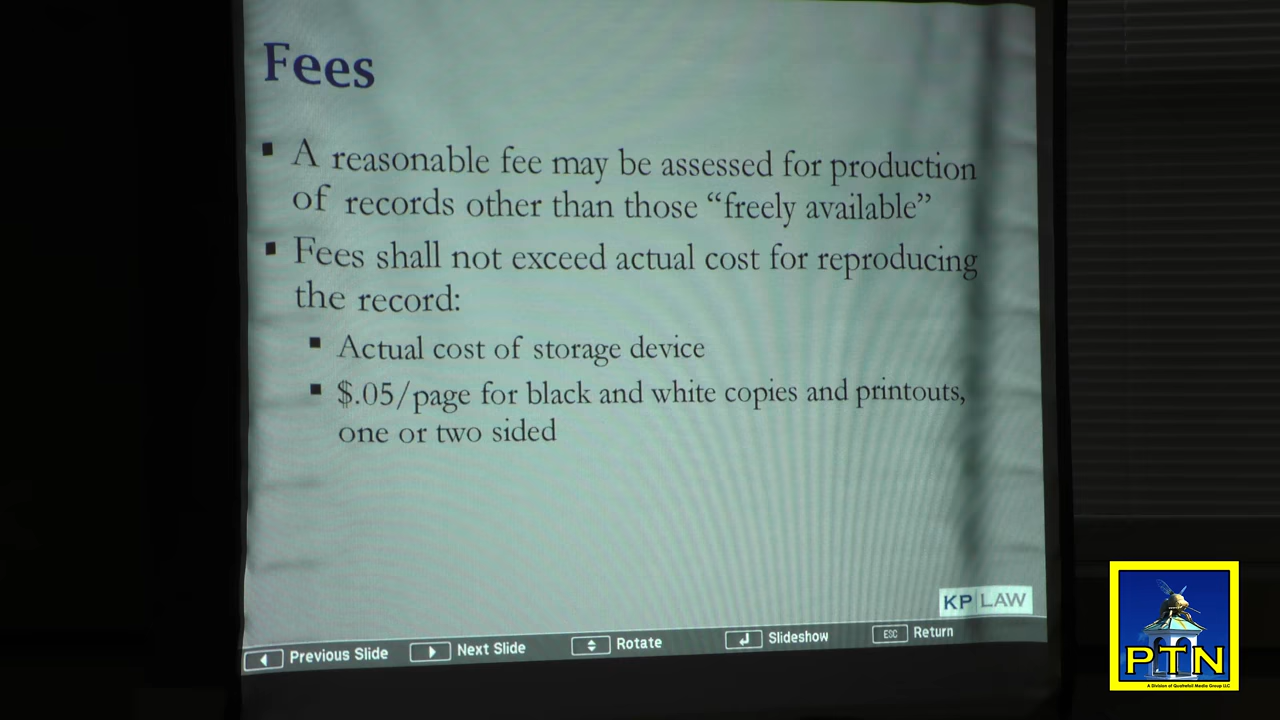 Fees
▪ A reasonable fee may be assessed for production
of records other than those “freely available”
▪ Fees shall not exceed actual cost for reproducing
the record:
▪ Actual cost of storage device
▪ $.05/page for black and white copies and printouts,
one or two sided
KP LAW
Previous Slide Next Slide Rotate Slideshow ESC Return
PTN
A Division of Quatrefoil Media Group LLC